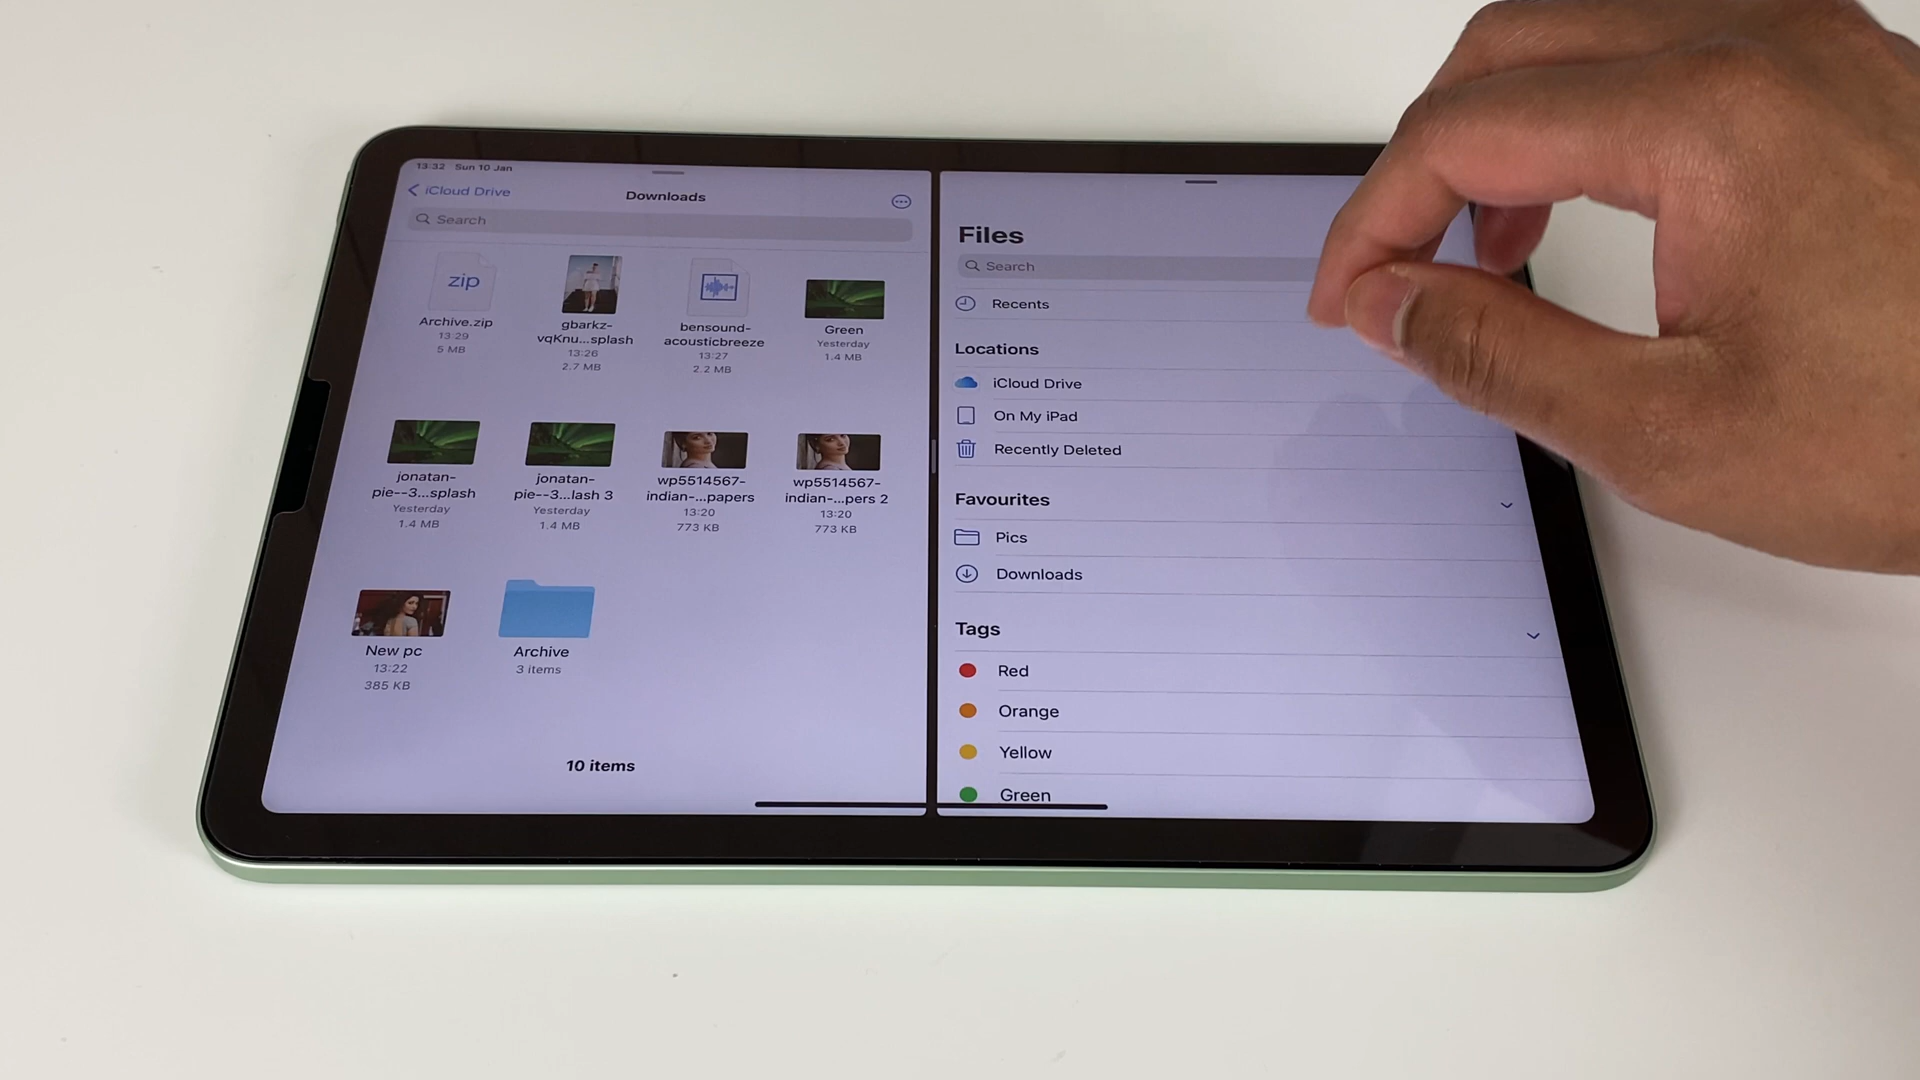 13:32 Sun 10 Jan
iCloud Drive
Downloads
Search
zip
Archive.zip
13:29
5 MB
gbarkz-
vqKnu...splash
13:26
2.7 MB
bensound-
acousticbreeze
13:27
2.2 MB
Green
Yesterday
1.4 MB
jonatan-
pie--3...splash
Yesterday
1.4 MB
jonatan-
pie--3...lash 3
Yesterday
1.4 MB
wp5514567-
indian-...papers
13:20
773 KB
wp5514567-
indian-...pers 2
13:20
773 KB
New pc
13:22
385 KB
Archive
3 items
10 items
Files
Search
Recents
Locations
iCloud Drive
On My iPad
Recently Deleted
Favourites
Pics
Downloads
Tags
Red
Orange
Yellow
Green